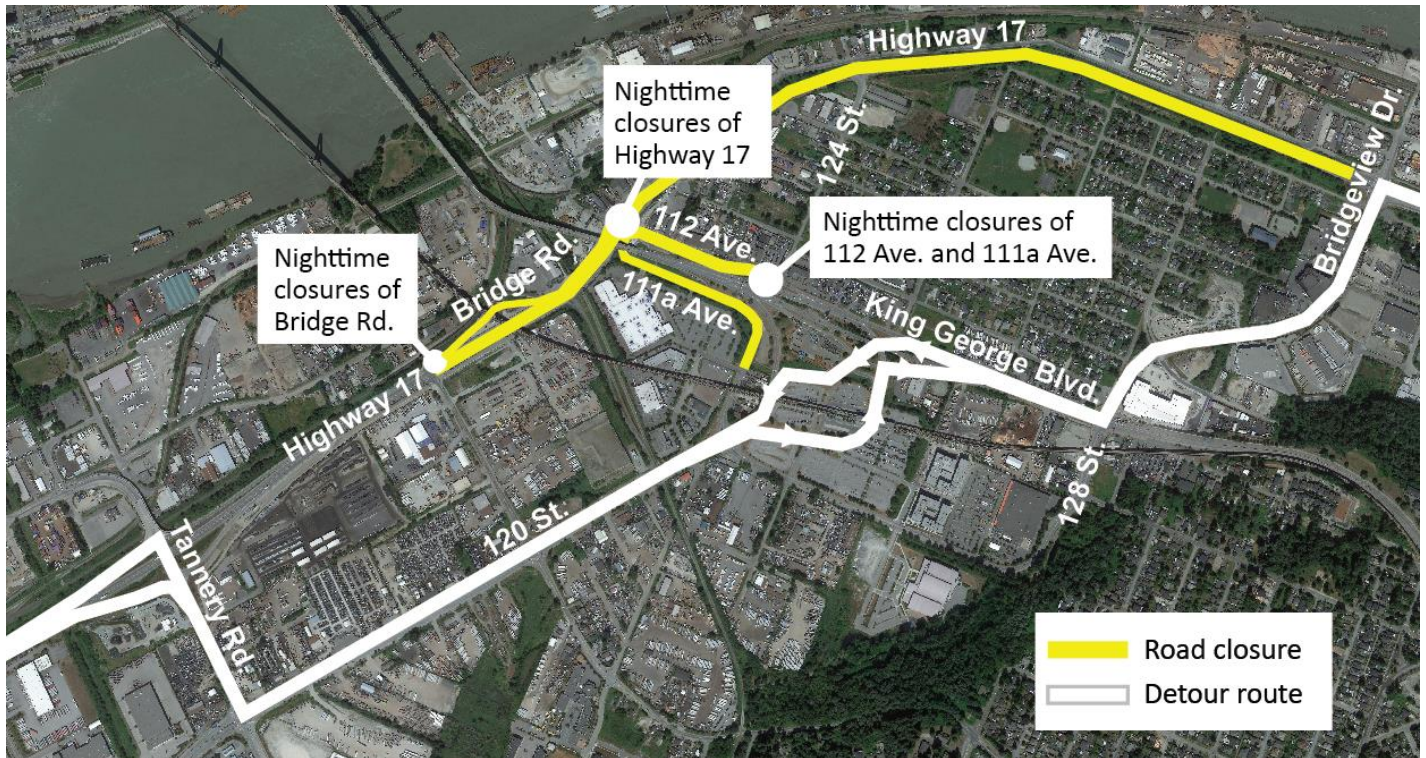 Highway 17
Nighttime
closures of
Highway 17
124 St.
Bridgeview Dr.
112 Ave.
Nighttime closures of
112 Ave. and 111a Ave.
Nighttime
closures of
Bridge Rd.
Bridge Rd.
111a Ave.
King George Blvd.
Highway 17
128 St.
120 St.
Tannery Rd.
Road closure
Detour route